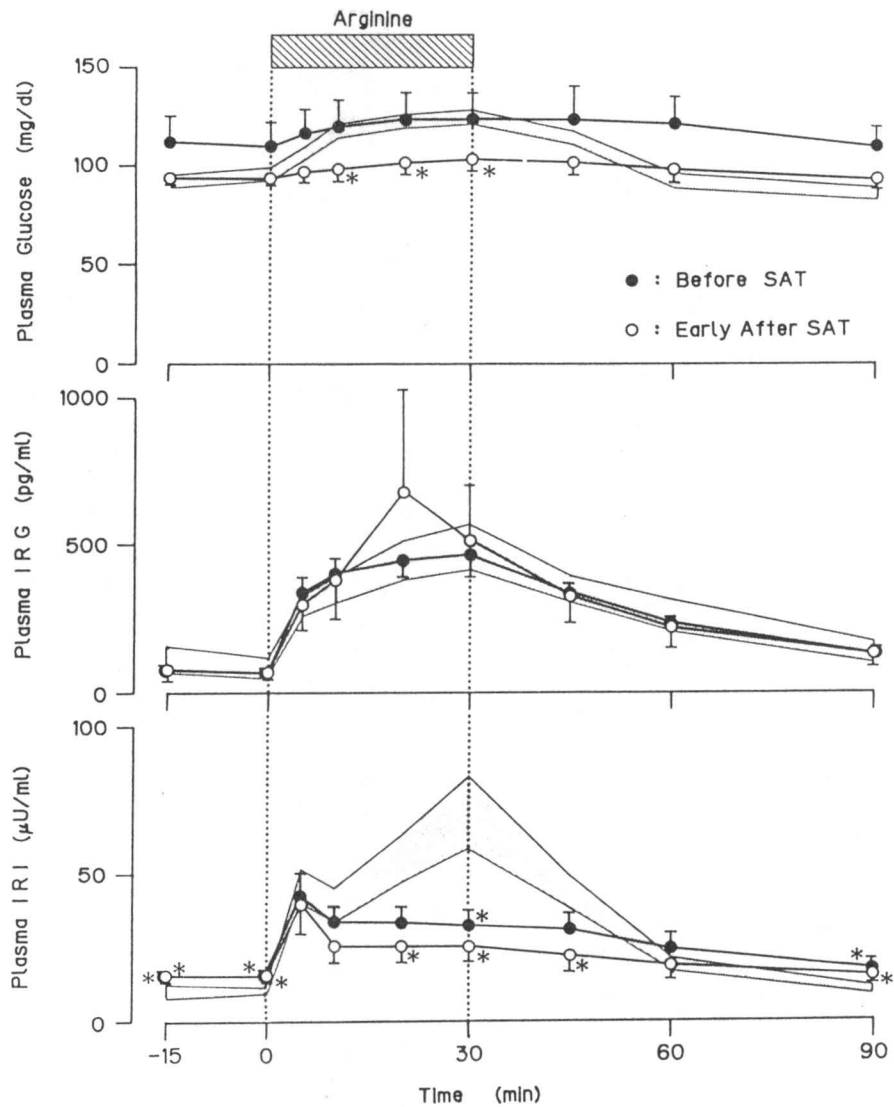 Arginine
Plasma Glucose (mg/dl)
150
100
50
0
* * *
● : Before SAT
○ : Early After SAT
Plasma IRG (pg/ml)
1000
500
0
Plasma IRI (μU/ml)
100
50
0
* * * * * * * * * *
-15 0 30 60 90
Time (min)